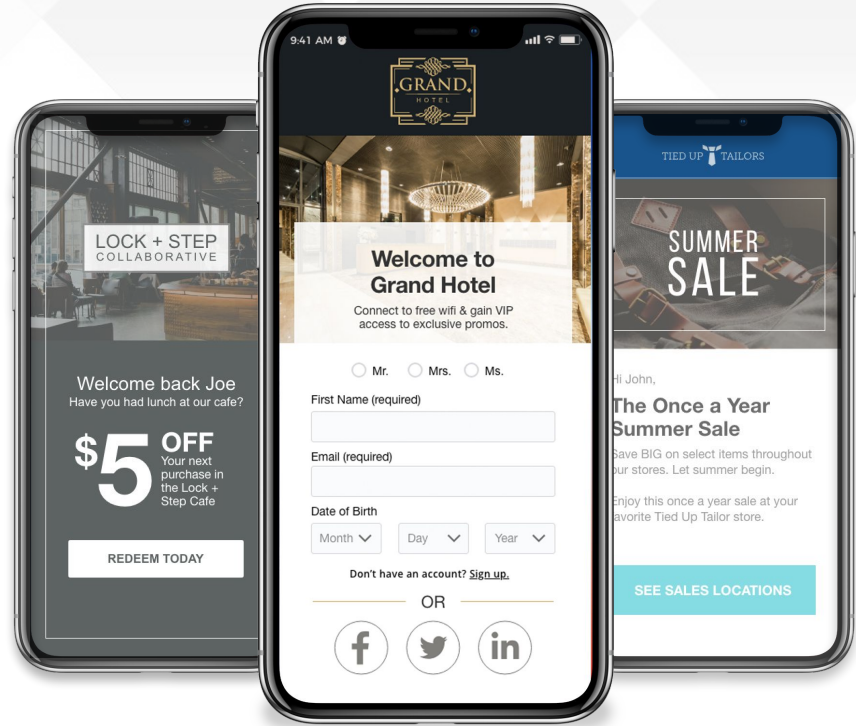 LOCK + STEP
COLLABORATIVE
Welcome back Joe
Have you had lunch at our cafe?
$5 OFF
Your next
purchase in
the Lock +
Step Cafe
REDEEM TODAY
9:41 AM
GRAND
HOTEL
Welcome to
Grand Hotel
Connect to free wifi & gain VIP
access to exclusive promos.
Mr. Mrs. Ms.
First Name (required)
Email (required)
Date of Birth
Month Day Year
Don't have an account? Sign up.
OR
f in
TIED UP TAILORS
SUMMER
SALE
Hi John,
The Once a Year
Summer Sale
Save BIG on select items throughout
our stores. Let summer begin.
Enjoy this once a year sale at your
favorite Tied Up Tailor store.
SEE SALES LOCATIONS